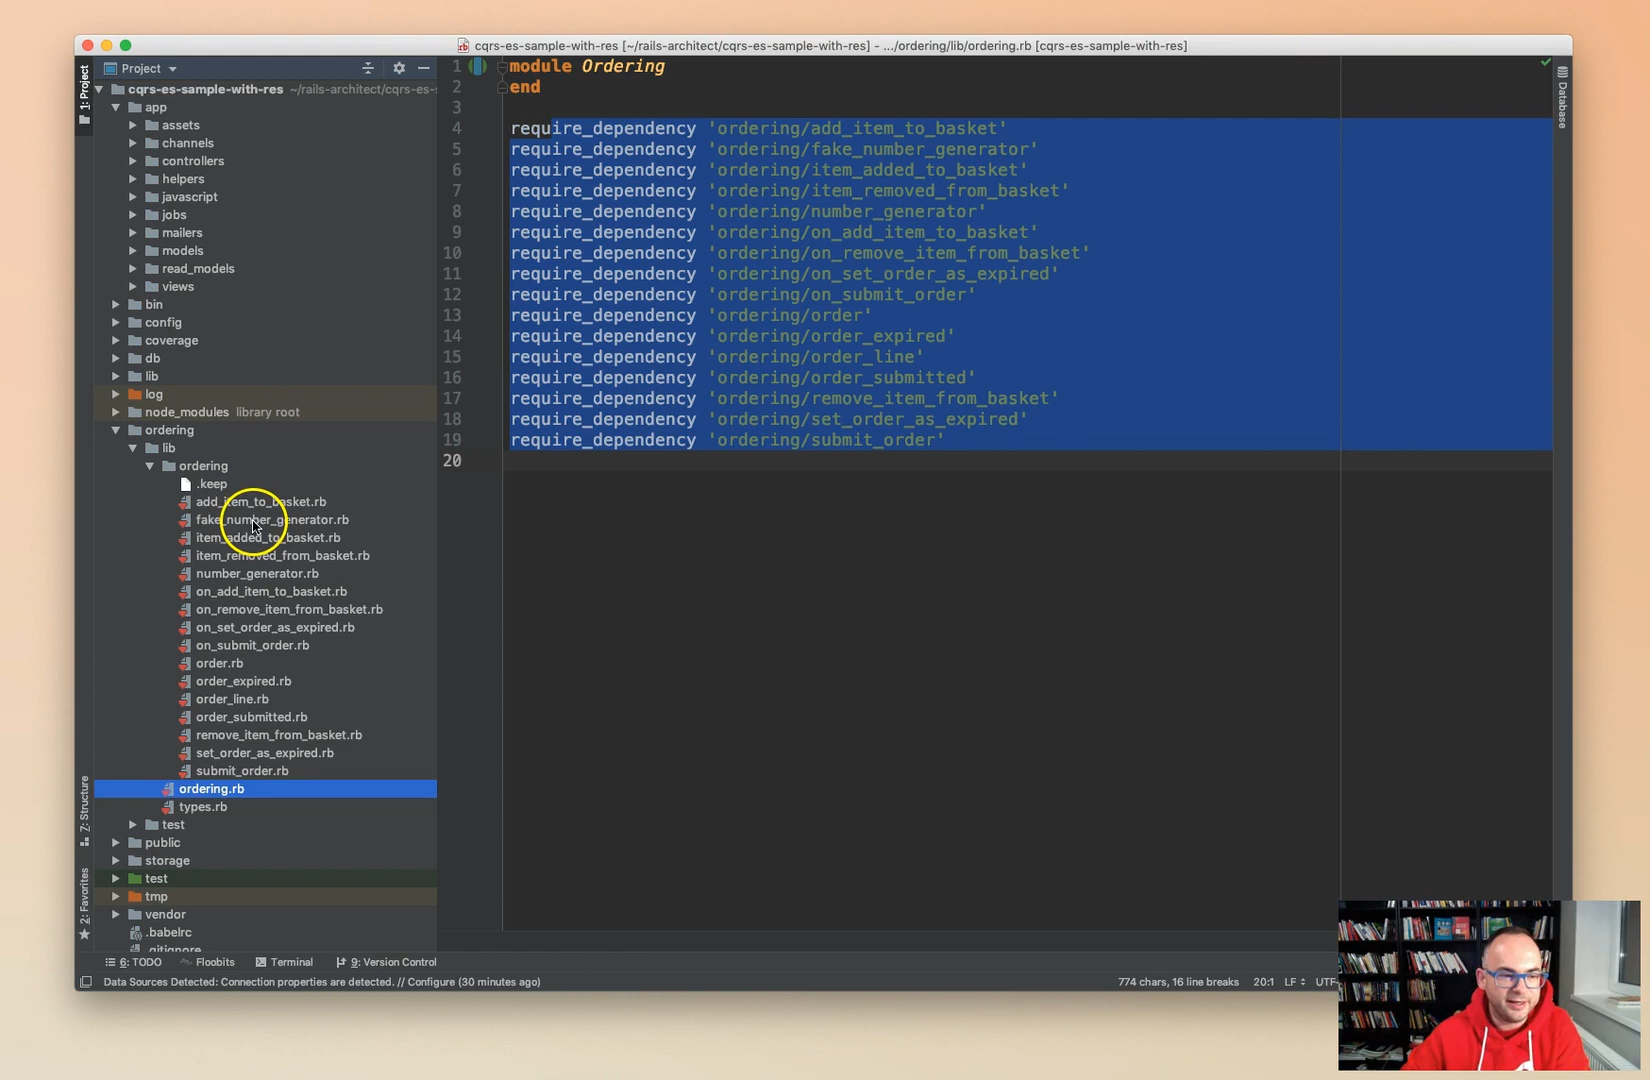 cqrs-es-sample-with-res [~/rails-architect/cqrs-es-sample-with-res] - .../ordering/lib/ordering.rb [cqrs-es-sample-with-res]
1: Project
Project
cqrs-es-sample-with-res ~/rails-architect/cqrs-es-
app
assets
channels
controllers
helpers
javascript
jobs
mailers
models
read_models
views
bin
config
coverage
db
lib
log
node_modules library root
ordering
lib
ordering
.keep
add_item_to_basket.rb
fake_number_generator.rb
item_added_to_basket.rb
item_removed_from_basket.rb
number_generator.rb
on_add_item_to_basket.rb
on_remove_item_from_basket.rb
on_set_order_as_expired.rb
on_submit_order.rb
order.rb
order_expired.rb
order_line.rb
order_submitted.rb
remove_item_from_basket.rb
set_order_as_expired.rb
submit_order.rb
ordering.rb
types.rb
test
public
storage
test
tmp
vendor
.babelrc
.gitignore
7: Structure
2: Favorites
1 module Ordering
2 end
3
4 require_dependency 'ordering/add_item_to_basket'
5 require_dependency 'ordering/fake_number_generator'
6 require_dependency 'ordering/item_added_to_basket'
7 require_dependency 'ordering/item_removed_from_basket'
8 require_dependency 'ordering/number_generator'
9 require_dependency 'ordering/on_add_item_to_basket'
10 require_dependency 'ordering/on_remove_item_from_basket'
11 require_dependency 'ordering/on_set_order_as_expired'
12 require_dependency 'ordering/on_submit_order'
13 require_dependency 'ordering/order'
14 require_dependency 'ordering/order_expired'
15 require_dependency 'ordering/order_line'
16 require_dependency 'ordering/order_submitted'
17 require_dependency 'ordering/remove_item_from_basket'
18 require_dependency 'ordering/set_order_as_expired'
19 require_dependency 'ordering/submit_order'
20
Database
6: TODO Floobits Terminal 9: Version Control
Data Sources Detected: Connection properties are detected. // Configure (30 minutes ago) 774 chars, 16 line breaks 20:1 LF UTF